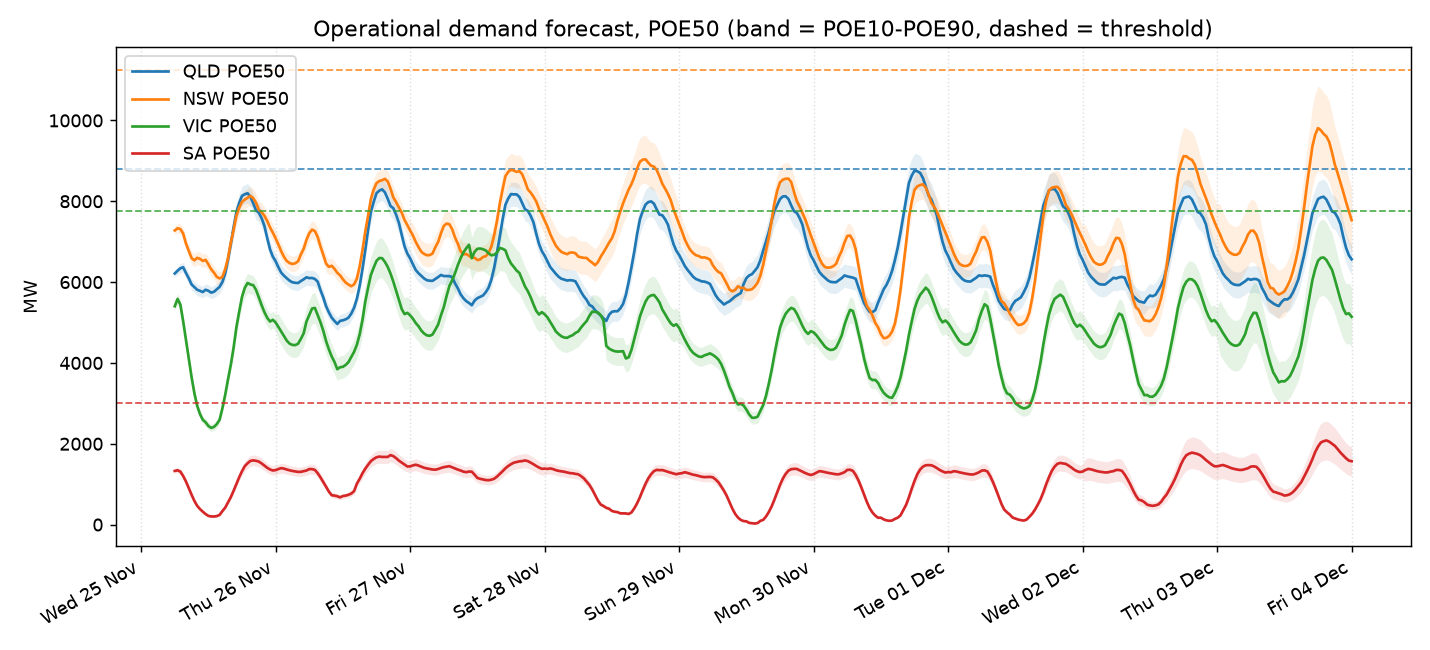 Operational demand forecast, POE50 (band = POE10-POE90, dashed = threshold)
QLD POE50
NSW POE50
VIC POE50
SA POE50
MW
10000
8000
6000
4000
2000
0
Wed 25 Nov
Thu 26 Nov
Fri 27 Nov
Sat 28 Nov
Sun 29 Nov
Mon 30 Nov
Tue 01 Dec
Wed 02 Dec
Thu 03 Dec
Fri 04 Dec